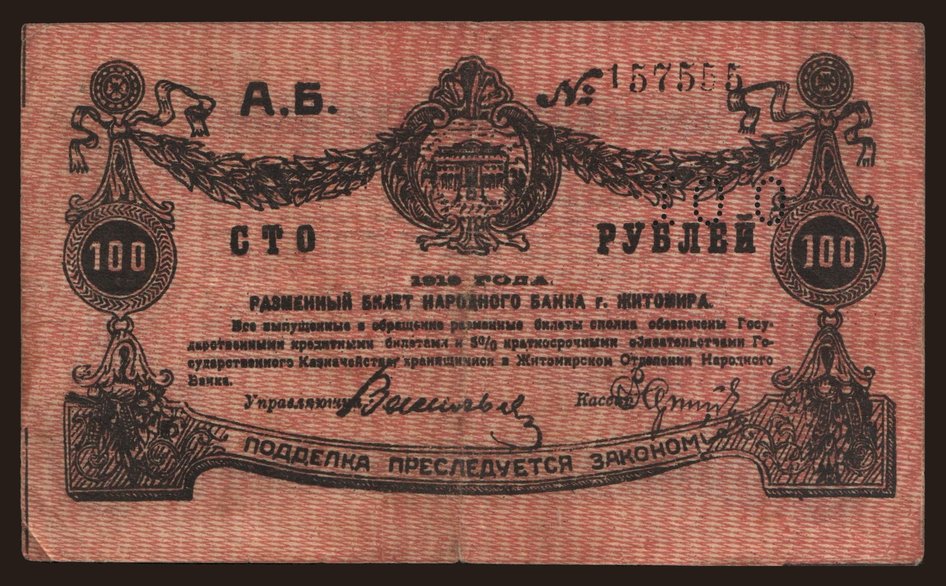 А.Б. № 157555
100
СТО РУБЛЕЙ
100 100
1919 ГОДА.
РАЗМЕННЫЙ БИЛЕТ НАРОДНОГО БАНКА г. ЖИТОМИРА.
Все выпущенные в обращение разменные билеты сполна обеспечены Госу-
дарственными кредитными билетами и 5% краткосрочными обязательствами Го-
сударственного Казначейства, хранящимися в Житомирском Отделении Народного
Банка.
Управляющий Кассир
ПОДДЕЛКА ПРЕСЛЕДУЕТСЯ ЗАКОНОМ